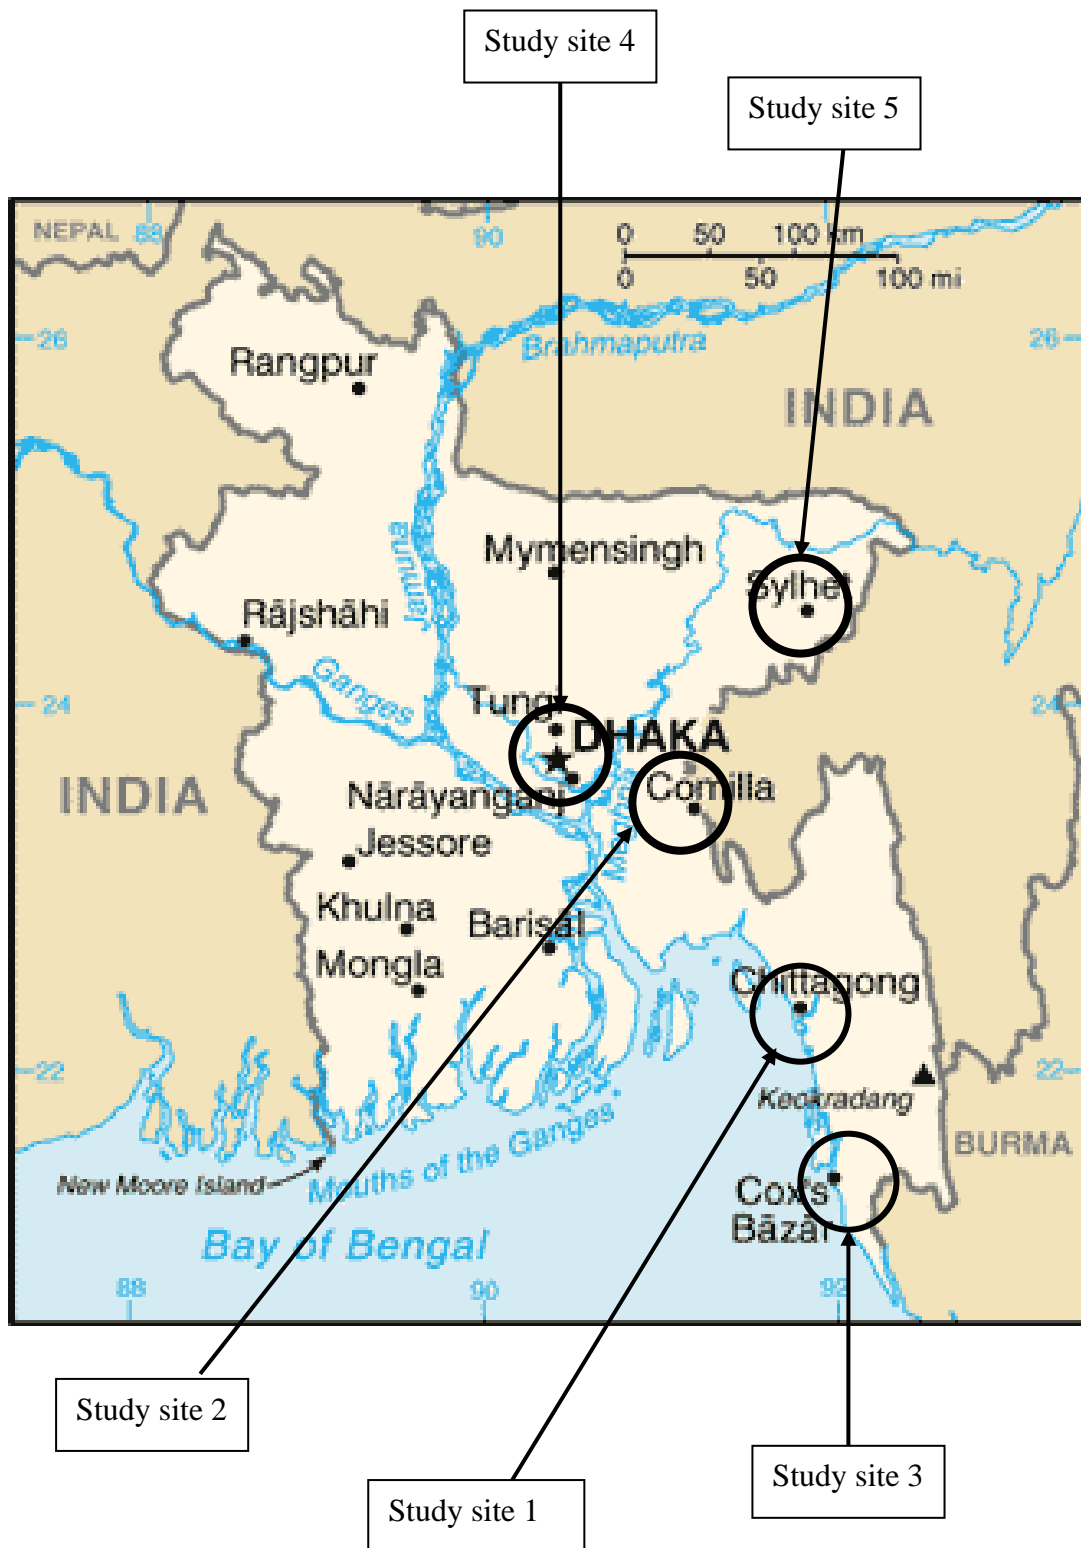 Study site 4
Study site 5
NEPAL
88
90
0 50 100 km
0 50 100 mi
Brahmaputra
26
26
Rangpur
INDIA
Jamuna
Mymensingh
Sylhet
Rājshāhi
Ganges
24
Tungi
24
DHAKA
INDIA
Nārāyanganj
Comilla
Meghna
Jessore
Khulna
Barisal
Mongla
Chittagong
22
22
Keokradang
BURMA
New Moore Island
Mouths of the Ganges
Cox's
Bāzār
Bay of Bengal
88
90
92
Study site 2
Study site 3
Study site 1